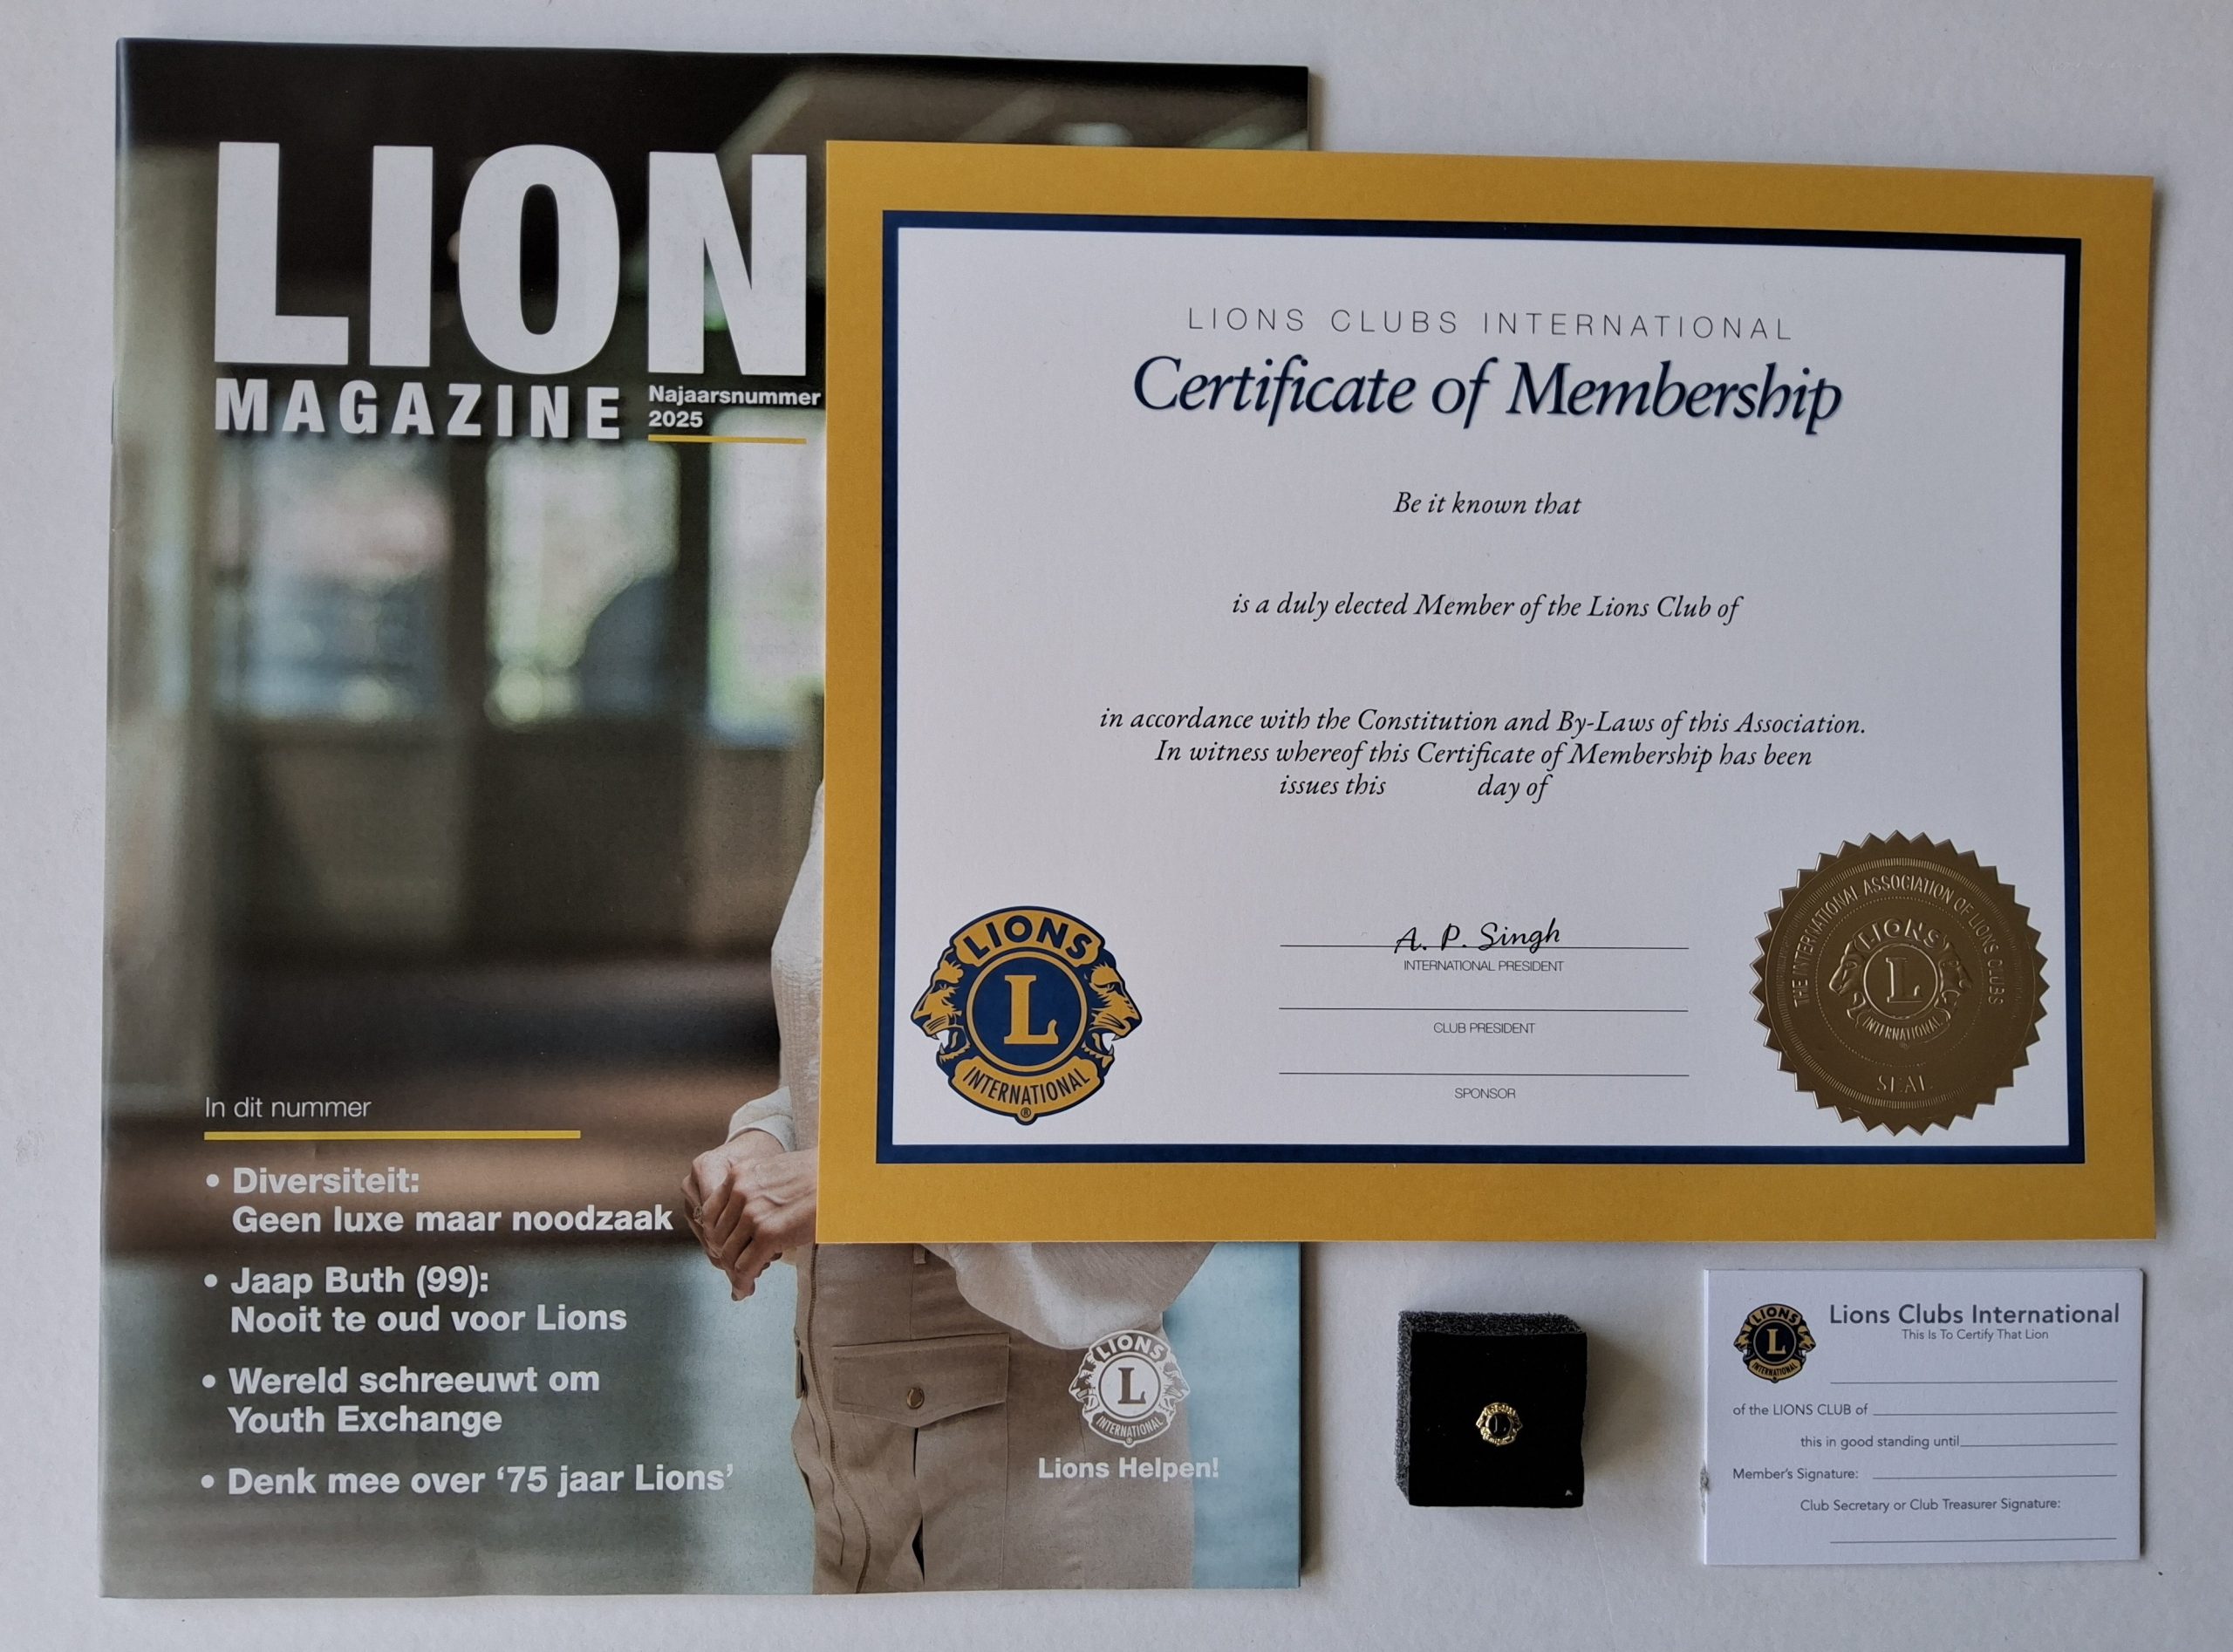 LION
MAGAZINE
Najaarsnummer
2025
In dit nummer
• Diversiteit:
Geen luxe maar noodzaak
• Jaap Buth (99):
Nooit te oud voor Lions
• Wereld schreeuwt om
Youth Exchange
• Denk mee over ‘75 jaar Lions’
LIONS
L
INTERNATIONAL
®
Lions Helpen!
LIONS CLUBS INTERNATIONAL
Certificate of Membership
Be it known that
is a duly elected Member of the Lions Club of
in accordance with the Constitution and By-Laws of this Association.
In witness whereof this Certificate of Membership has been
issues this day of
A. P. Singh
INTERNATIONAL PRESIDENT
CLUB PRESIDENT
SPONSOR
LIONS
L
INTERNATIONAL
®
THE INTERNATIONAL ASSOCIATION OF LIONS CLUBS
LIONS
L
INTERNATIONAL
SEAL
L
LIONS
L
INTERNATIONAL
Lions Clubs International
This Is To Certify That Lion
of the LIONS CLUB of
this in good standing until
Member’s Signature:
Club Secretary or Club Treasurer Signature: